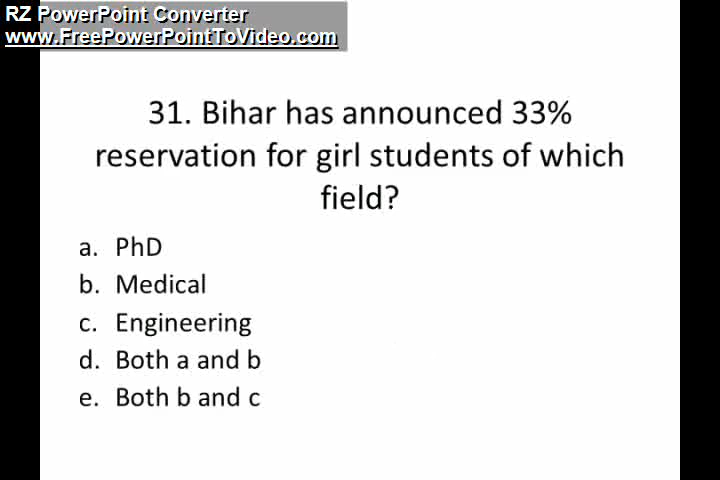 RZ PowerPoint Converter
www.FreePowerPointToVideo.com
31. Bihar has announced 33%
reservation for girl students of which
field?
a. PhD
b. Medical
c. Engineering
d. Both a and b
e. Both b and c